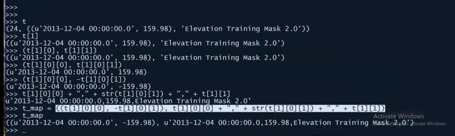 >>>
>>>
>>> t
(24, ((u'2013-12-04 00:00:00.0', 159.98), 'Elevation Training Mask 2.0'))
>>> t[1]
((u'2013-12-04 00:00:00.0', 159.98), 'Elevation Training Mask 2.0')
>>> (t[1][0], t[1][1])
((u'2013-12-04 00:00:00.0', 159.98), 'Elevation Training Mask 2.0')
>>> (t[1][0][0], t[1][0][1])
(u'2013-12-04 00:00:00.0', 159.98)
>>> (t[1][0][0], -t[1][0][1])
(u'2013-12-04 00:00:00.0', -159.98)
>>> t[1][0][0] + "," + str(t[1][0][1]) + "," + t[1][1]
u'2013-12-04 00:00:00.0,159.98,Elevation Training Mask 2.0'
>>> t_map = ((t[1][0][0], -t[1][0][1]), t[1][0][0] + "," + str(t[1][0][1]) + "," + t[1][1])
>>> t_map
((u'2013-12-04 00:00:00.0', -159.98), u'2013-12-04 00:00:00.0,159.98,Elevation Training Mask 2.0')
>>> _
Activate Windows